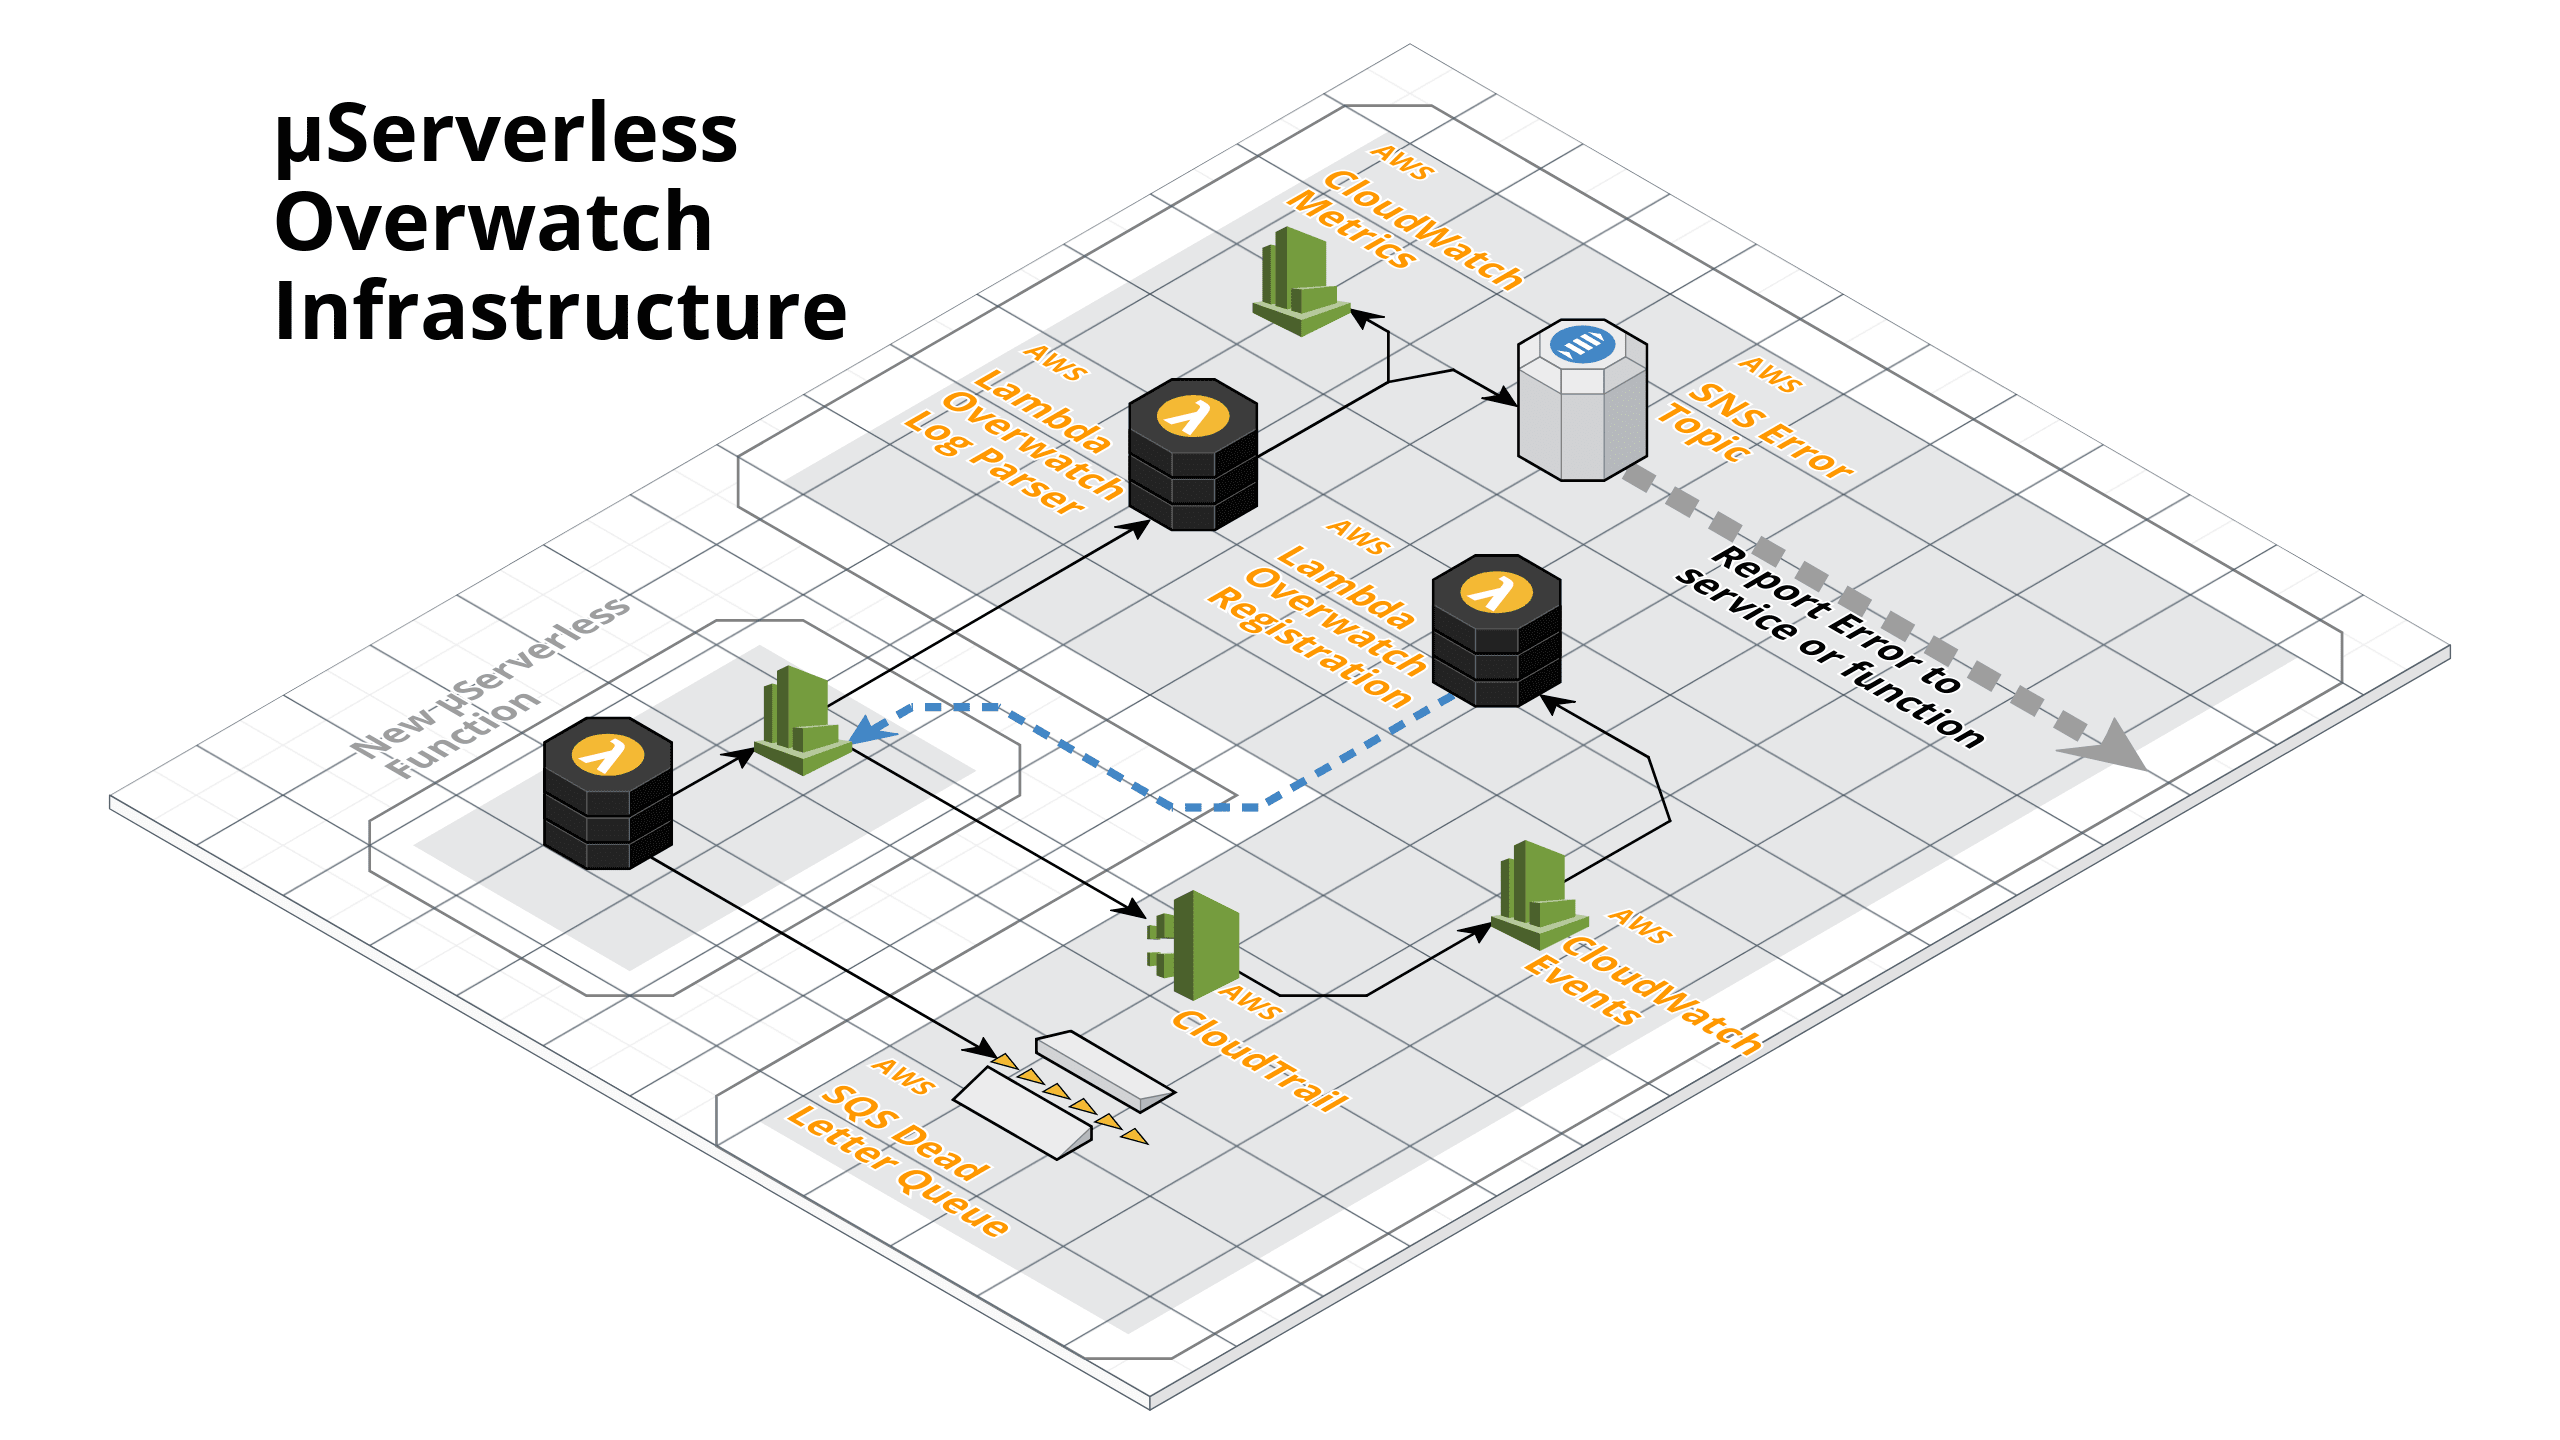 µServerless
Overwatch
Infrastructure
AWS
CloudWatch
Metrics
AWS
Lambda
Overwatch
Log Parser
AWS
SNS Error
Topic
AWS
Lambda
Overwatch
Registration
Report Error to
service or function
New µServerless
Function
AWS
CloudWatch
Events
AWS
CloudTrail
AWS
SQS Dead
Letter Queue